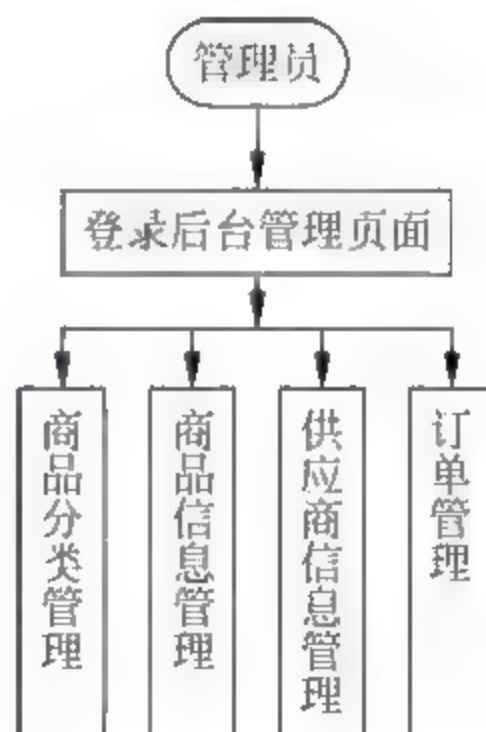 管理员
登录后台管理页面
商品分类管理
商品信息管理
供应商信息管理
订单管理